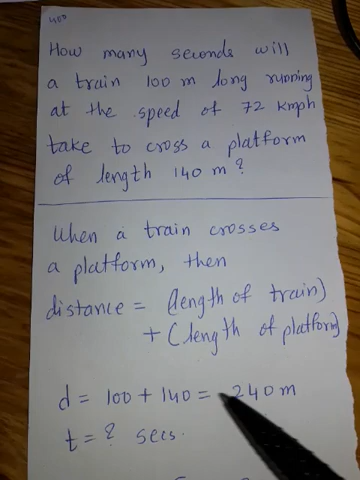 400
How many seconds will
a train 100 m long running
at the speed of 72 kmph
take to cross a platform
of length 140 m?
When a train crosses
a platform, then
distance = (length of train)
+ (length of platform)
d = 100 + 140 = 240 m
t = ? secs.